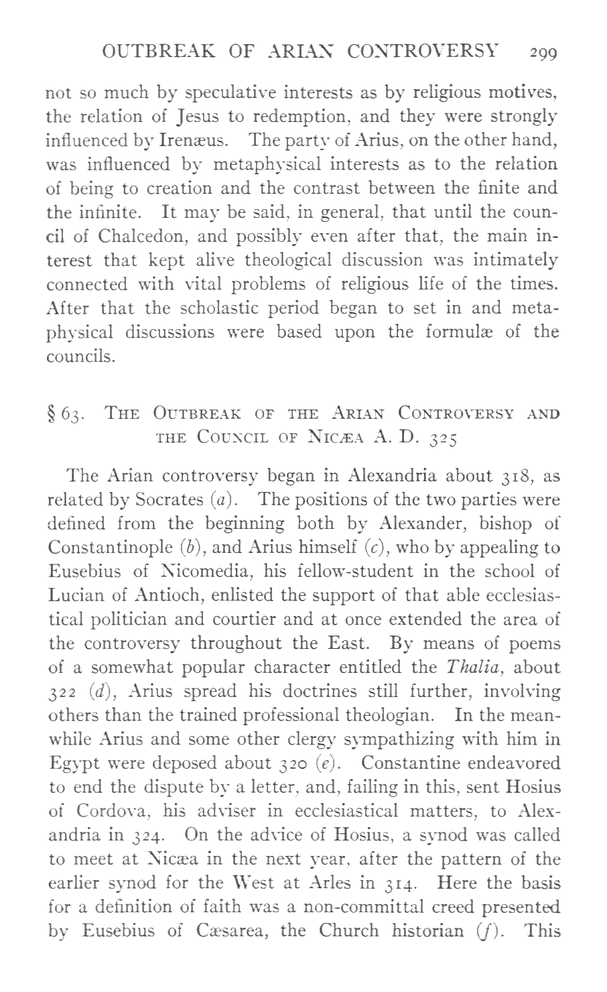 OUTBREAK OF ARIAN CONTROVERSY 299
not so much by speculative interests as by religious motives,
the relation of Jesus to redemption, and they were strongly
influenced by Irenæus. The party of Arius, on the other hand,
was influenced by metaphysical interests as to the relation
of being to creation and the contrast between the finite and
the infinite. It may be said, in general, that until the coun-
cil of Chalcedon, and possibly even after that, the main in-
terest that kept alive theological discussion was intimately
connected with vital problems of religious life of the times.
After that the scholastic period began to set in and meta-
physical discussions were based upon the formulæ of the
councils.
§ 63. The Outbreak of the Arian Controversy and
the Council of Nicæa A. D. 325
The Arian controversy began in Alexandria about 318, as
related by Socrates (a). The positions of the two parties were
defined from the beginning both by Alexander, bishop of
Constantinople (b), and Arius himself (c), who by appealing to
Eusebius of Nicomedia, his fellow-student in the school of
Lucian of Antioch, enlisted the support of that able ecclesias-
tical politician and courtier and at once extended the area of
the controversy throughout the East. By means of poems
of a somewhat popular character entitled the Thalia, about
322 (d), Arius spread his doctrines still further, involving
others than the trained professional theologian. In the mean-
while Arius and some other clergy sympathizing with him in
Egypt were deposed about 320 (e). Constantine endeavored
to end the dispute by a letter, and, failing in this, sent Hosius
of Cordova, his adviser in ecclesiastical matters, to Alex-
andria in 324. On the advice of Hosius, a synod was called
to meet at Nicæa in the next year, after the pattern of the
earlier synod for the West at Arles in 314. Here the basis
for a definition of faith was a non-committal creed presented
by Eusebius of Cæsarea, the Church historian (f). This